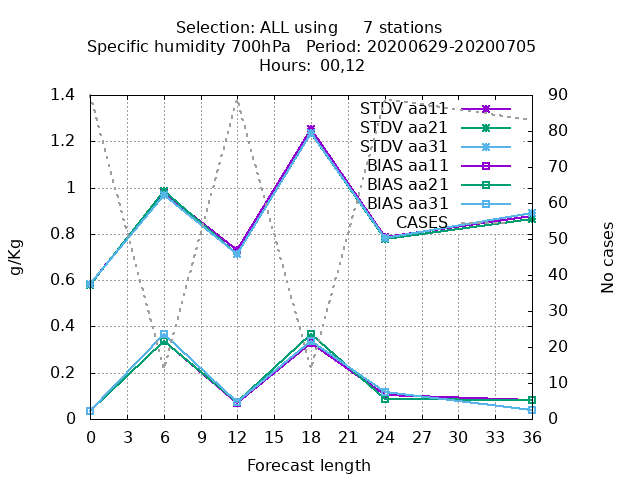 Selection: ALL using     7 stations
Specific humidity 700hPa   Period: 20200629-20200705
Hours: 00,12
STDV aa11
STDV aa21
STDV aa31
BIAS aa11
BIAS aa21
BIAS aa31
CASES
1.4
1.2
1
0.8
0.6
0.4
0.2
0
g/Kg
90
80
70
60
50
40
30
20
10
0
No cases
0 3 6 9 12 15 18 21 24 27 30 33 36
Forecast length